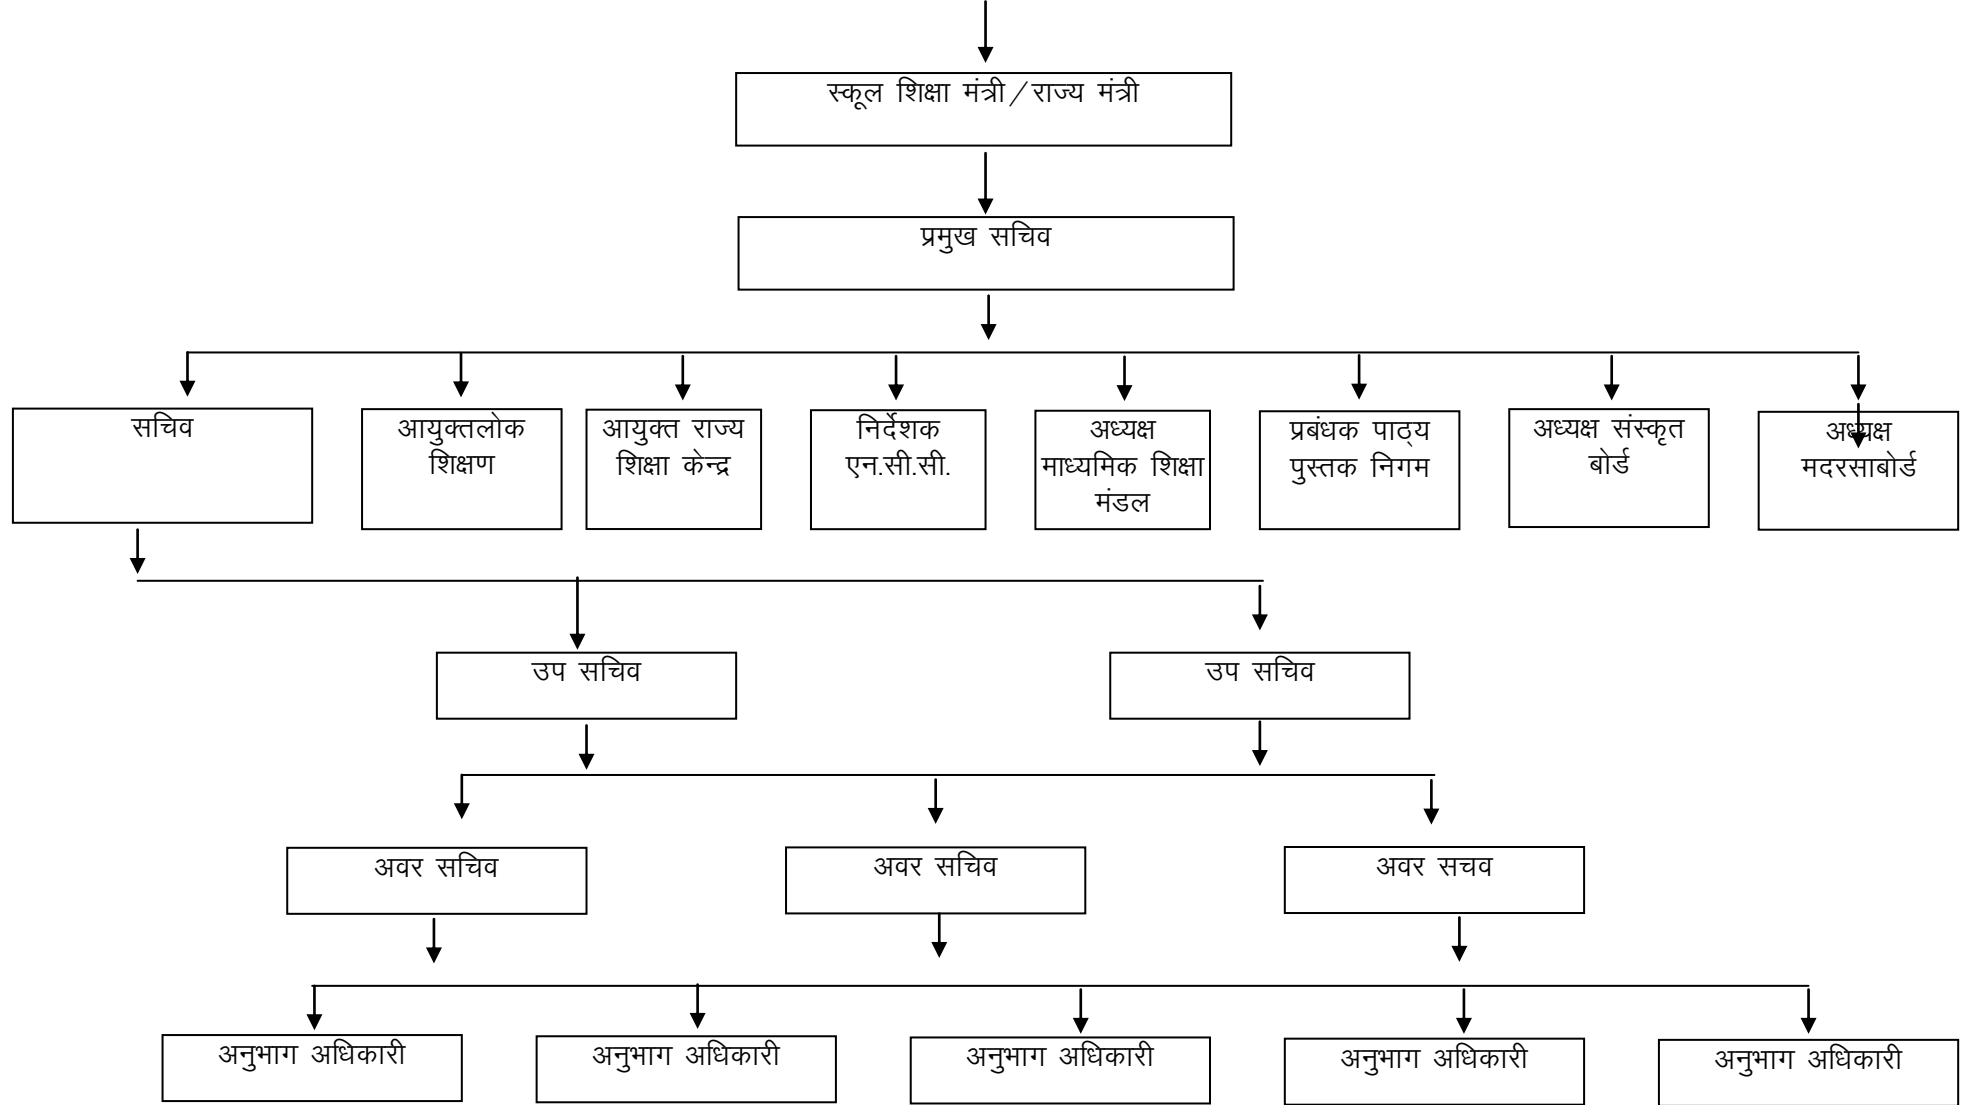 स्कूल शिक्षा मंत्री/राज्य मंत्री
प्रमुख सचिव
सचिव
आयुक्तलोक
शिक्षण
आयुक्त राज्य
शिक्षा केन्द्र
निर्देशक
एन.सी.सी.
अध्यक्ष
माध्यमिक शिक्षा
मंडल
प्रबंधक पाठ्य
पुस्तक निगम
अध्यक्ष संस्कृत
बोर्ड
अध्यक्ष
मदरसाबोर्ड
उप सचिव
उप सचिव
अवर सचिव
अवर सचिव
अवर सचव
अनुभाग अधिकारी
अनुभाग अधिकारी
अनुभाग अधिकारी
अनुभाग अधिकारी
अनुभाग अधिकारी